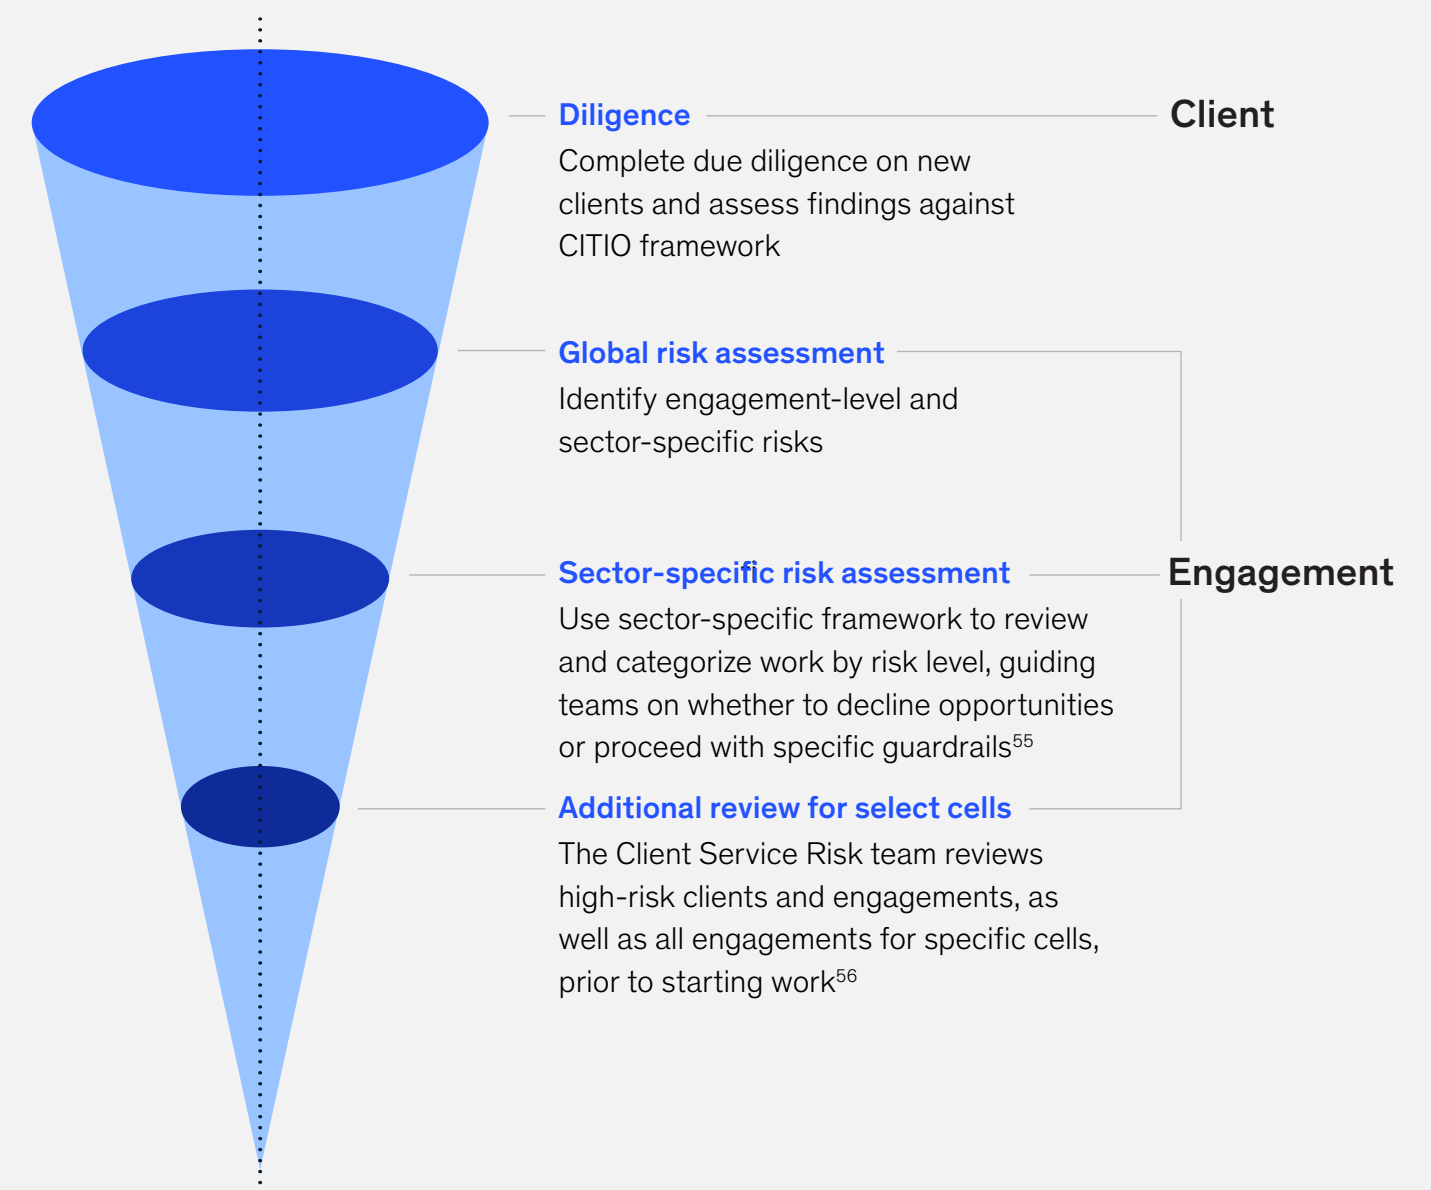 Diligence
Client
Complete due diligence on new
clients and assess findings against
CITIO framework
Global risk assessment
Identify engagement-level and
sector-specific risks
Sector-specific risk assessment
Engagement
Use sector-specific framework to review
and categorize work by risk level, guiding
teams on whether to decline opportunities
or proceed with specific guardrails55
Additional review for select cells
The Client Service Risk team reviews
high-risk clients and engagements, as
well as all engagements for specific cells,
prior to starting work56